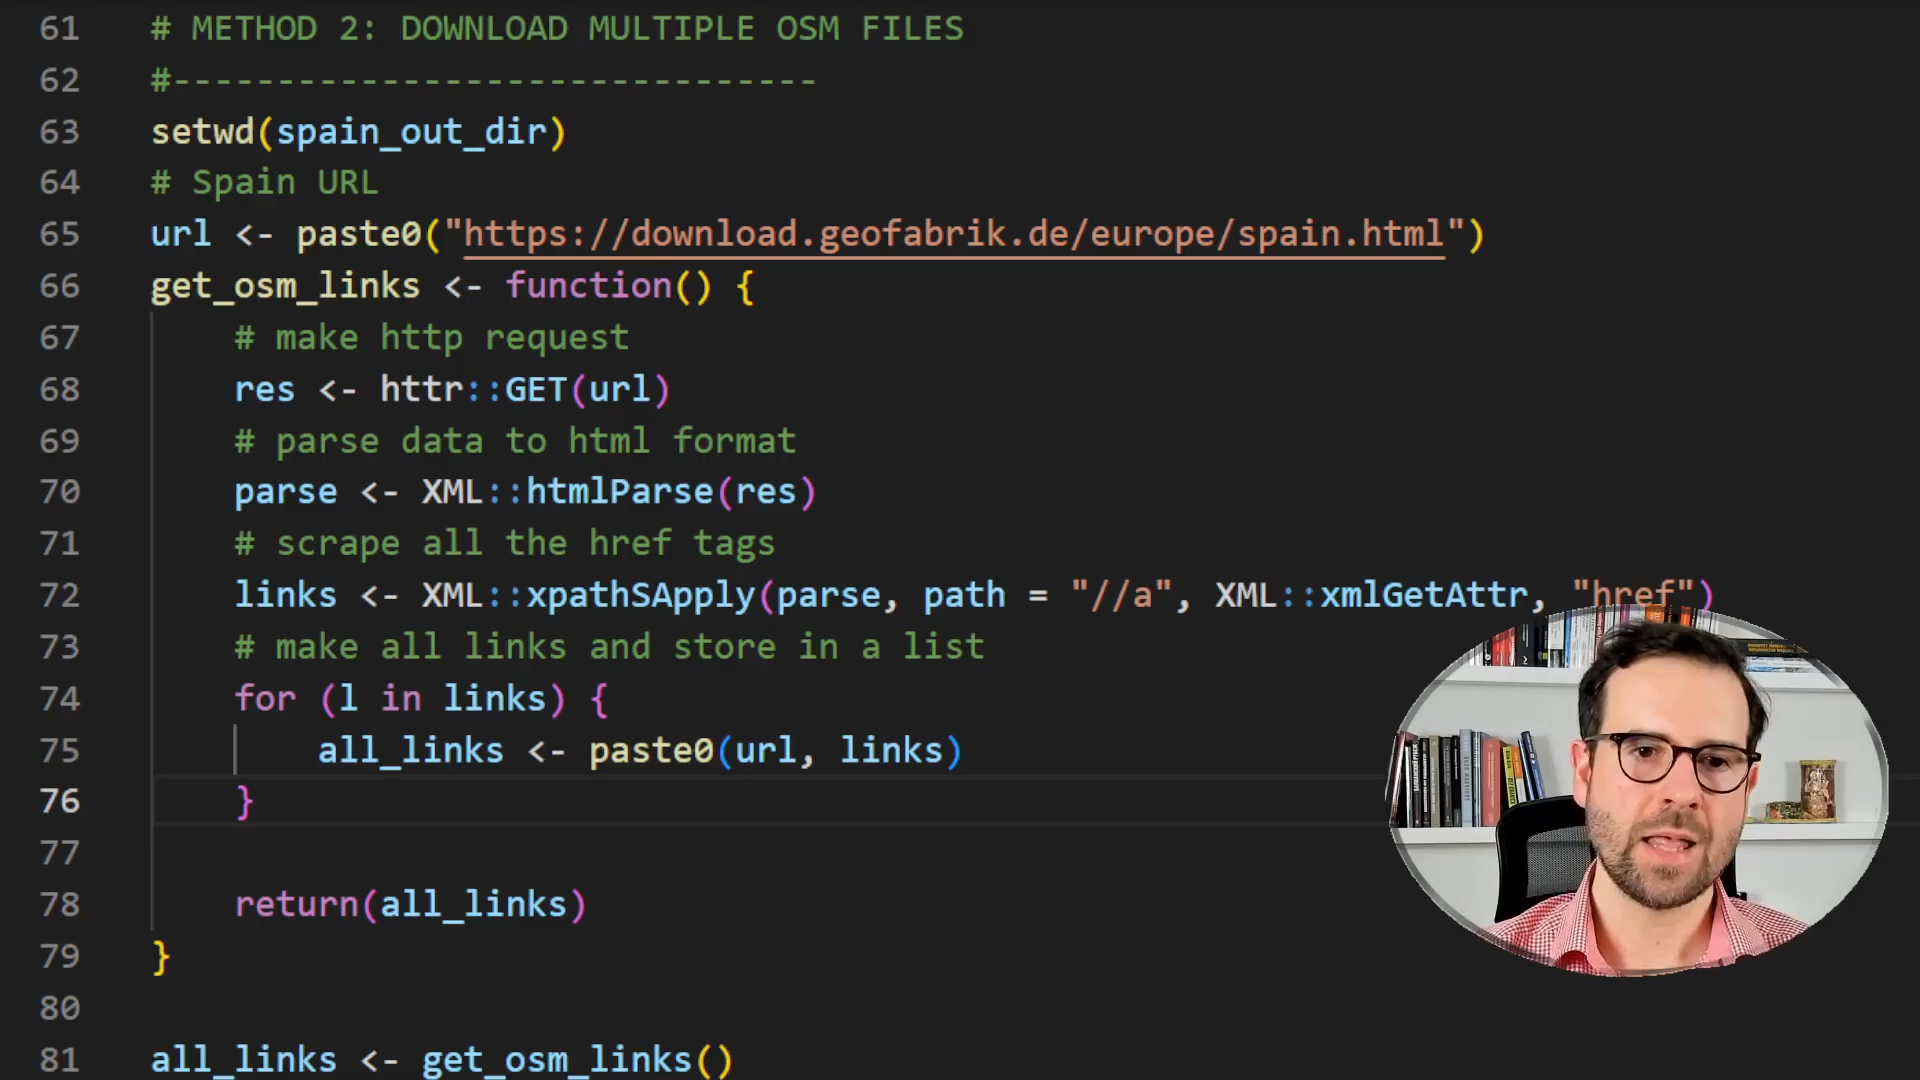 61 # METHOD 2: DOWNLOAD MULTIPLE OSM FILES
62 #-------------------------------
63 setwd(spain_out_dir)
64 # Spain URL
65 url <- paste0("https://download.geofabrik.de/europe/spain.html")
66 get_osm_links <- function() {
67     # make http request
68     res <- httr::GET(url)
69     # parse data to html format
70     parse <- XML::htmlParse(res)
71     # scrape all the href tags
72     links <- XML::xpathSApply(parse, path = "//a", XML::xmlGetAttr, "href")
73     # make all links and store in a list
74     for (l in links) {
75         all_links <- paste0(url, links)
76     }
77
78     return(all_links)
79 }
80
81 all_links <- get_osm_links()